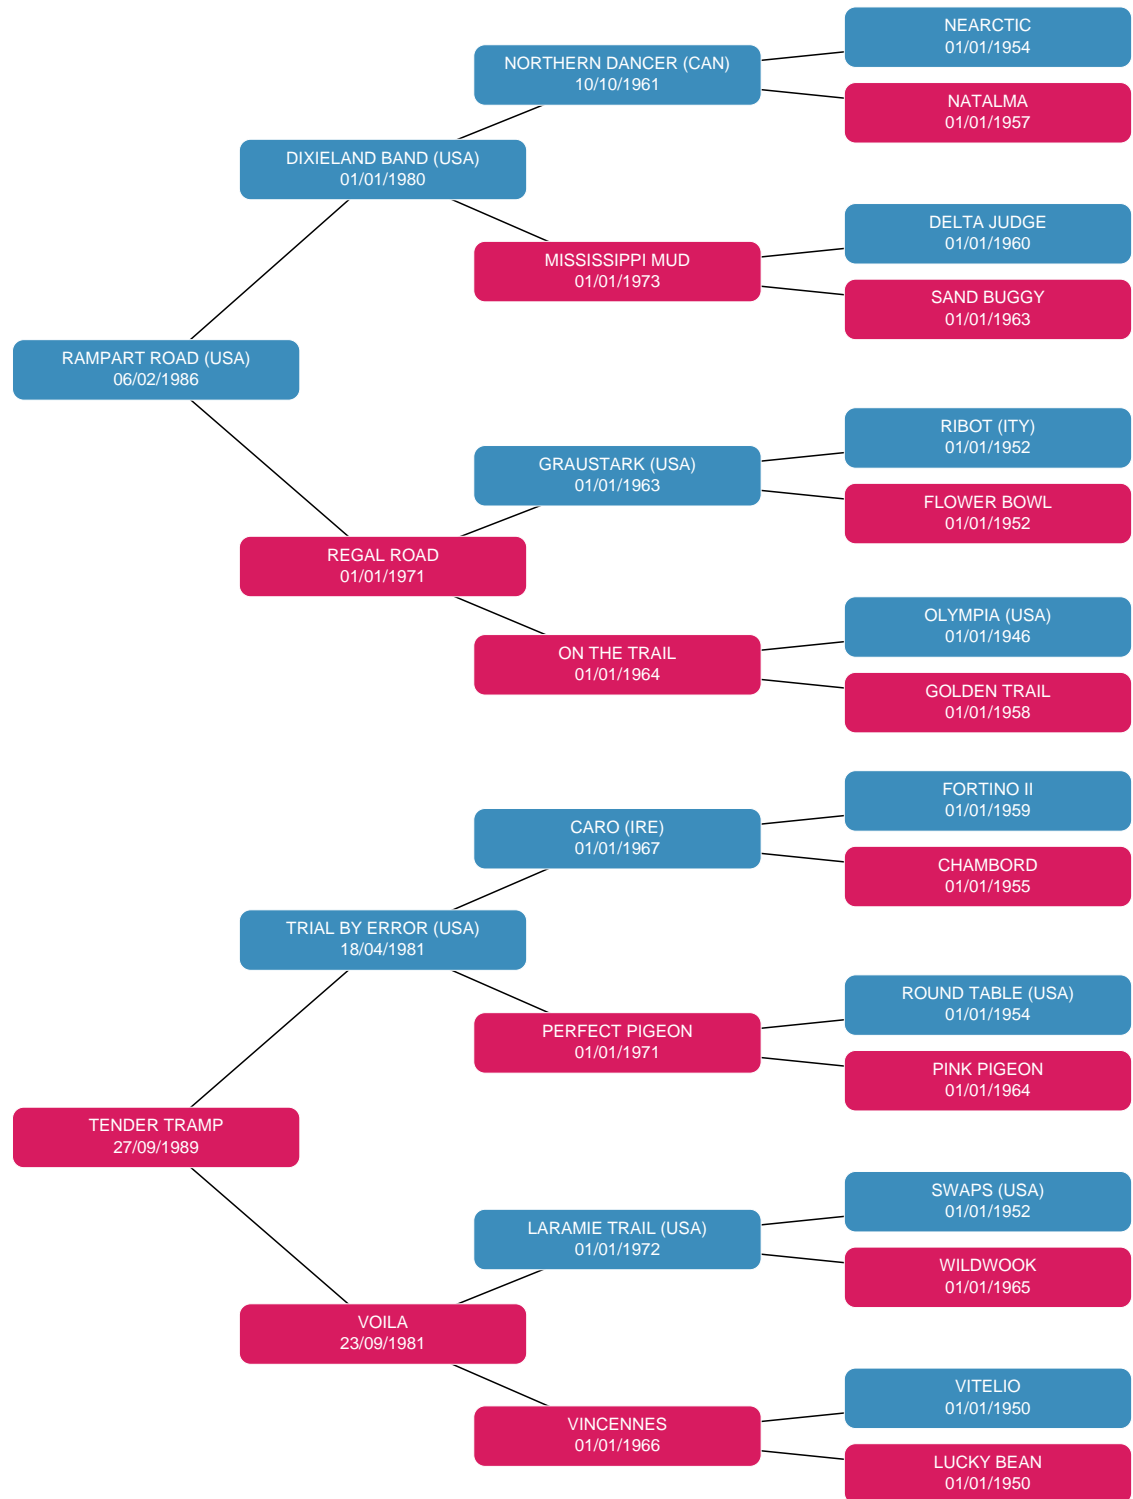 NEARCTIC
01/01/1954
NORTHERN DANCER (CAN)
10/10/1961
NATALMA
01/01/1957
DIXIELAND BAND (USA)
01/01/1980
DELTA JUDGE
01/01/1960
MISSISSIPPI MUD
01/01/1973
SAND BUGGY
01/01/1963
RAMPART ROAD (USA)
06/02/1986
RIBOT (ITY)
01/01/1952
GRAUSTARK (USA)
01/01/1963
FLOWER BOWL
01/01/1952
REGAL ROAD
01/01/1971
OLYMPIA (USA)
01/01/1946
ON THE TRAIL
01/01/1964
GOLDEN TRAIL
01/01/1958
FORTINO II
01/01/1959
CARO (IRE)
01/01/1967
CHAMBORD
01/01/1955
TRIAL BY ERROR (USA)
18/04/1981
ROUND TABLE (USA)
01/01/1954
PERFECT PIGEON
01/01/1971
PINK PIGEON
01/01/1964
TENDER TRAMP
27/09/1989
SWAPS (USA)
01/01/1952
LARAMIE TRAIL (USA)
01/01/1972
WILDWOOK
01/01/1965
VOILA
23/09/1981
VITELIO
01/01/1950
VINCENNES
01/01/1966
LUCKY BEAN
01/01/1950